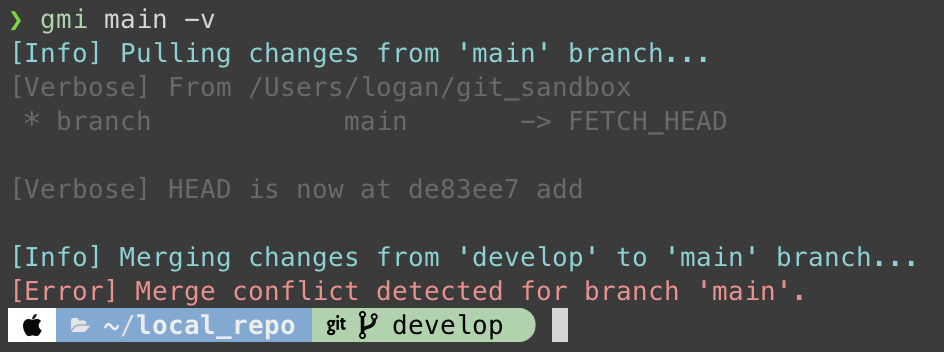 ❯ gmi main -v
[Info] Pulling changes from 'main' branch...
[Verbose] From /Users/logan/git_sandbox
* branch            main       -> FETCH_HEAD
[Verbose] HEAD is now at de83ee7 add
[Info] Merging changes from 'develop' to 'main' branch...
[Error] Merge conflict detected for branch 'main'.
~/local_repo git develop